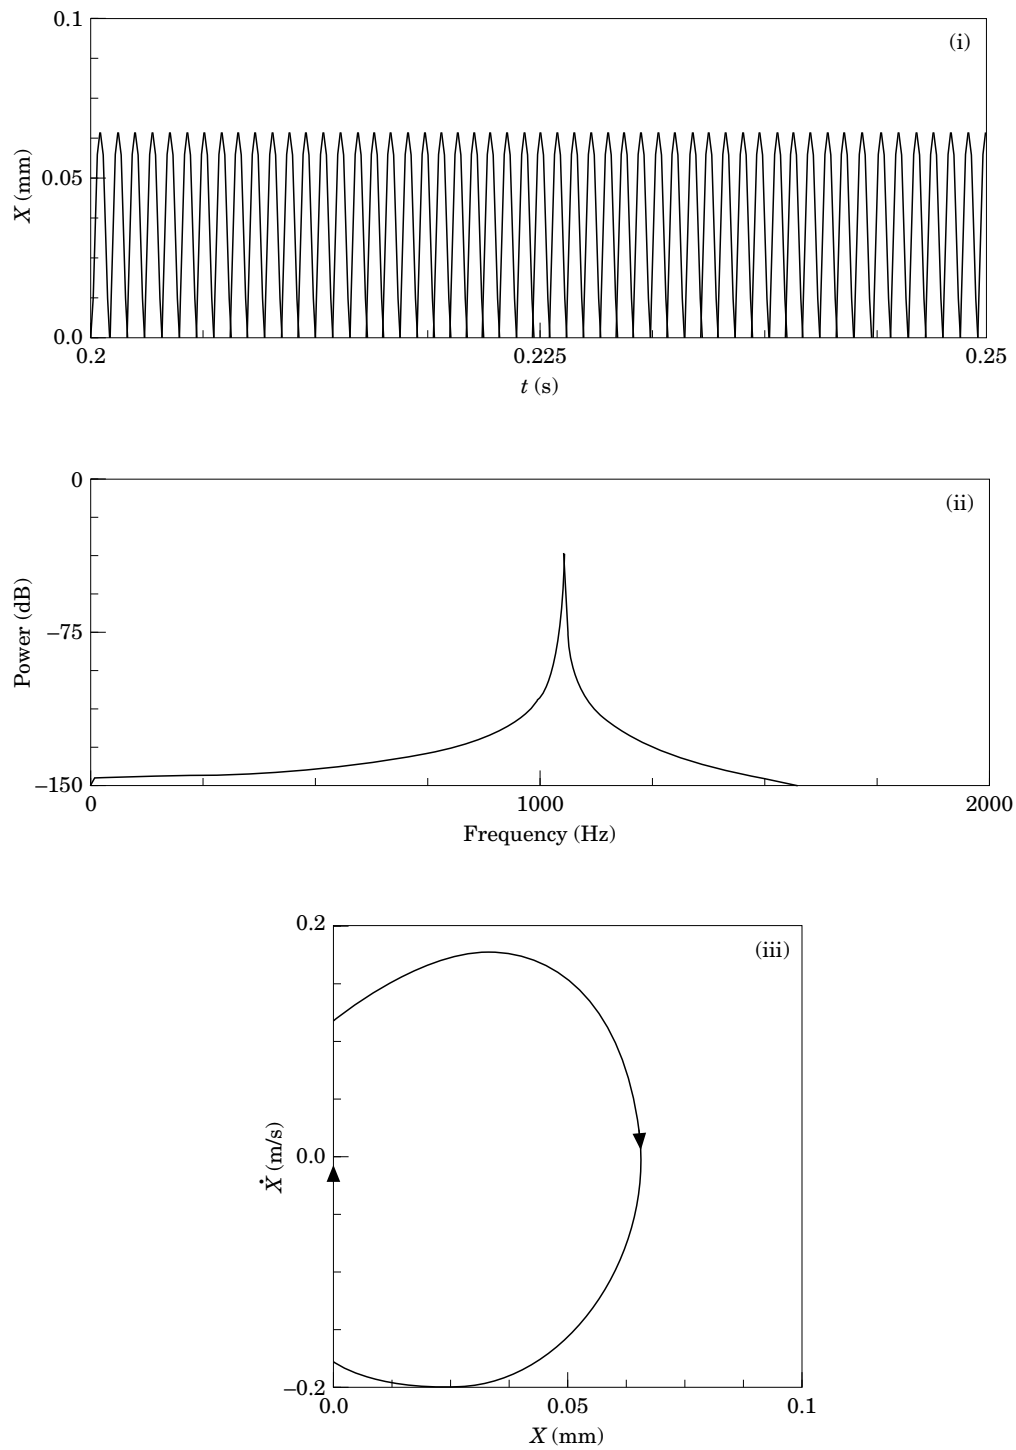 0.1
(i)
X (mm)
0.05
0.0
0.2
0.225
0.25
t (s)
0
(ii)
Power (dB)
–75
–150
0
1000
2000
Frequency (Hz)
0.2
(iii)
Ẋ (m/s)
0.0
–0.2
0.0
0.05
0.1
X (mm)